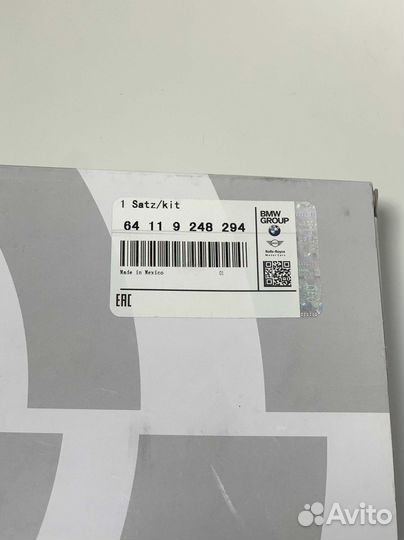 1 Satz/kit
64 11 9 248 294
Made in Mexico 01
EAC
BMW
GROUP
MINI
Rolls-Royce
Motor Cars
Avito